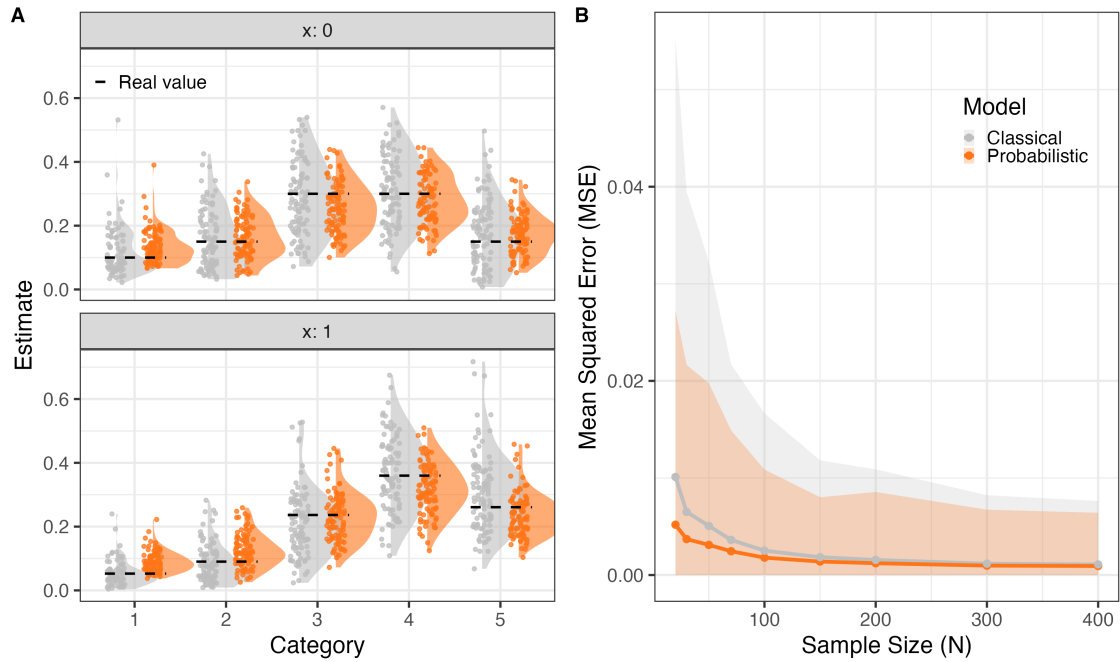 A
x: 0
Real value
0.6
0.4
0.2
0.0
x: 1
0.6
0.4
0.2
0.0
Estimate
1 2 3 4 5
Category
B
Model
Classical
Probabilistic
0.04
0.02
0.00
Mean Squared Error (MSE)
100 200 300 400
Sample Size (N)